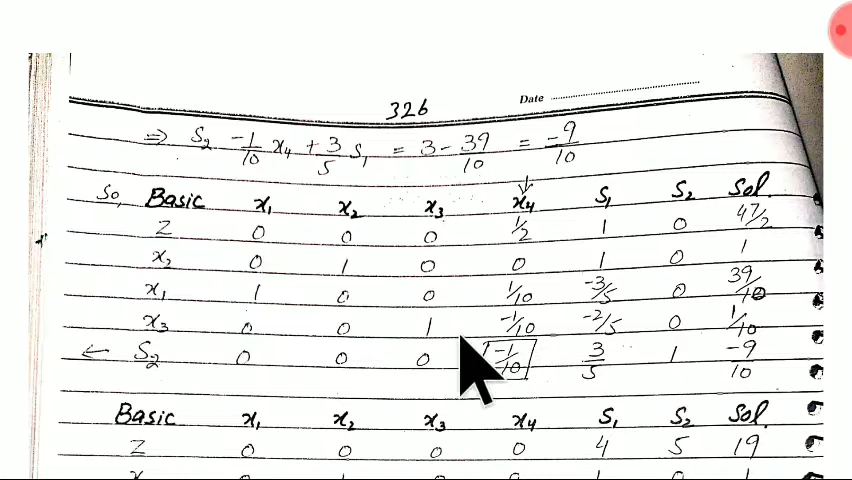 326
Date
⇒ S₂ -1/10 x₄ + 3/5 S₁ = 3 - 39/10 = -9/10
So, Basic x₁ x₂ x₃ x₄ S₁ S₂ Sol.
Z 0 0 0 1/2 1 0 47/2
x₂ 0 1 0 0 1 0 1
x₁ 1 0 0 1/10 -3/5 0 39/10
x₃ 0 0 1 -1/10 -2/5 0 1/10
← S₂ 0 0 0 -1/10 3/5 1 -9/10
Basic x₁ x₂ x₃ x₄ S₁ S₂ Sol.
Z 0 0 0 0 4 5 19